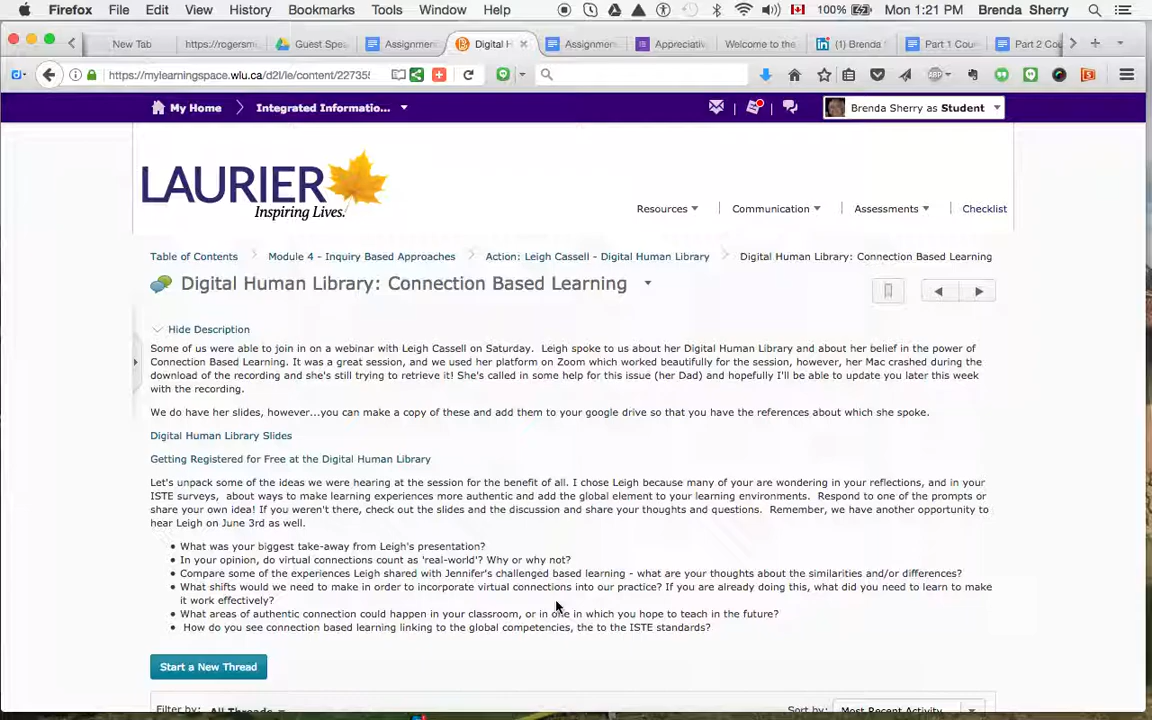 Firefox File Edit View History Bookmarks Tools Window Help 100% Mon 1:21 PM Brenda Sherry
New Tab https://rogersm Guest Spe Assignmen Digital H Assignme Appreciativ Welcome to the (1) Brenda Part 1 Cou Part 2 Cou
https://mylearningspace.wlu.ca/d2l/le/content/22735
My Home Integrated Informatio... Brenda Sherry as Student
LAURIER
Inspiring Lives.
Resources Communication Assessments Checklist
Table of Contents Module 4 - Inquiry Based Approaches Action: Leigh Cassell - Digital Human Library Digital Human Library: Connection Based Learning
Digital Human Library: Connection Based Learning
Hide Description
Some of us were able to join in on a webinar with Leigh Cassell on Saturday. Leigh spoke to us about her Digital Human Library and about her belief in the power of
Connection Based Learning. It was a great session, and we used her platform on Zoom which worked beautifully for the session, however, her Mac crashed during the
download of the recording and she's still trying to retrieve it! She's called in some help for this issue (her Dad) and hopefully I'll be able to update you later this week
with the recording.
We do have her slides, however...you can make a copy of these and add them to your google drive so that you have the references about which she spoke.
Digital Human Library Slides
Getting Registered for Free at the Digital Human Library
Let's unpack some of the ideas we were hearing at the session for the benefit of all. I chose Leigh because many of your are wondering in your reflections, and in your
ISTE surveys, about ways to make learning experiences more authentic and add the global element to your learning environments. Respond to one of the prompts or
share your own idea! If you weren't there, check out the slides and the discussion and share your thoughts and questions. Remember, we have another opportunity to
hear Leigh on June 3rd as well.
• What was your biggest take-away from Leigh's presentation?
• In your opinion, do virtual connections count as 'real-world'? Why or why not?
• Compare some of the experiences Leigh shared with Jennifer's challenged based learning - what are your thoughts about the similarities and/or differences?
• What shifts would we need to make in order to incorporate virtual connections into our practice? If you are already doing this, what did you need to learn to make
it work effectively?
• What areas of authentic connection could happen in your classroom, or in one in which you hope to teach in the future?
• How do you see connection based learning linking to the global competencies, the to the ISTE standards?
Start a New Thread
Filter by: All Threads Sort by: Most Recent Activity